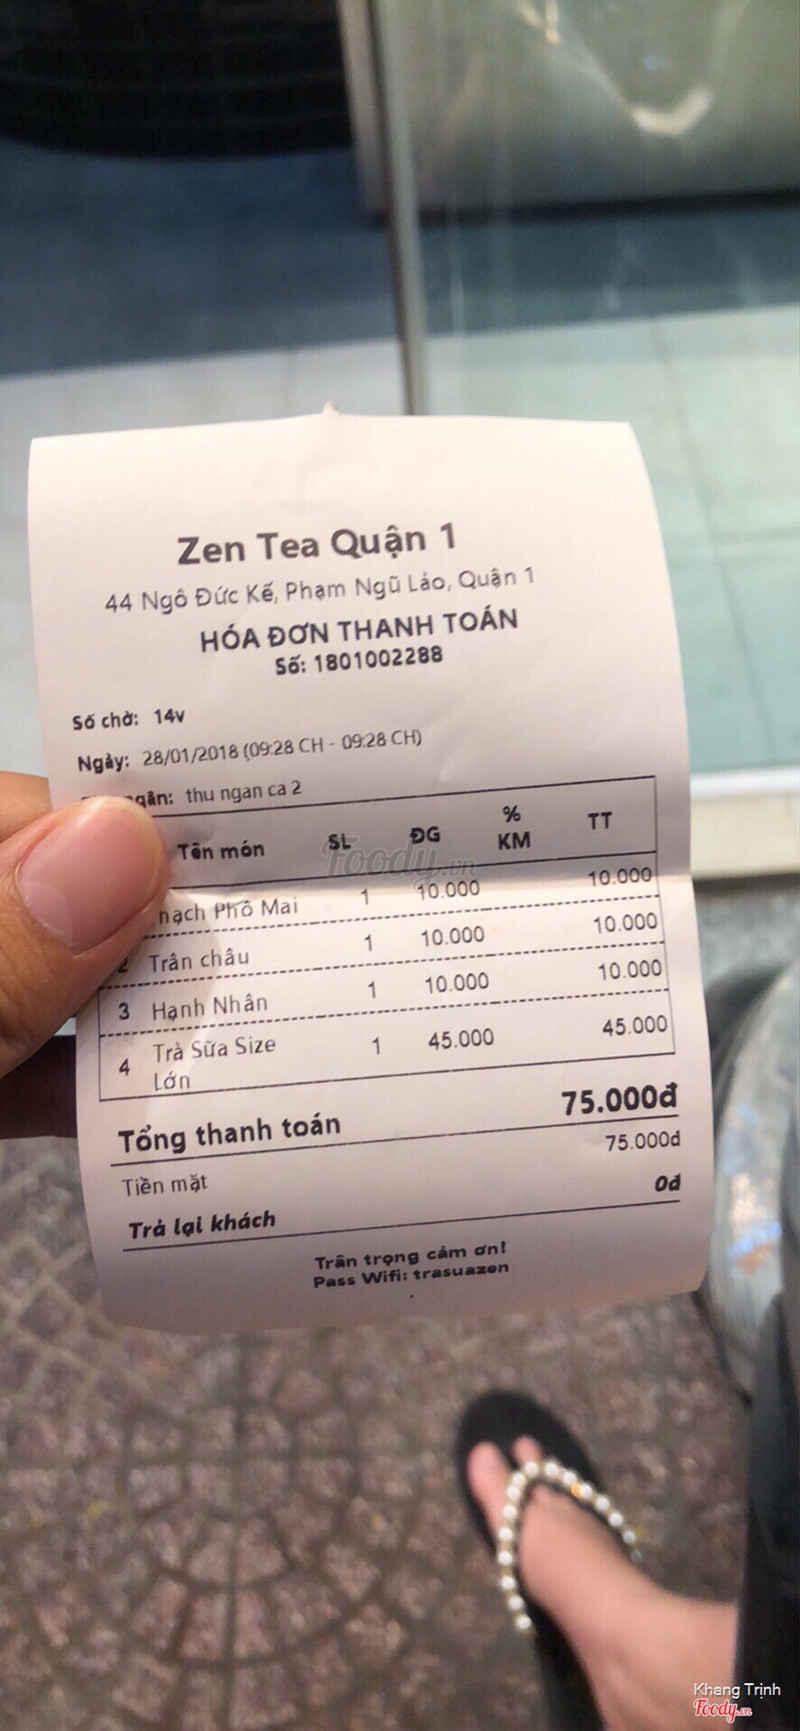 Zen Tea Quận 1
44 Ngô Đức Kế, Phạm Ngũ Lão, Quận 1
HÓA ĐƠN THANH TOÁN
Số: 1801002288
Số chờ: 14v
Ngày: 28/01/2018 (09:28 CH - 09:28 CH)
ngân: thu ngan ca 2
Tên món SL ĐG % KM TT
hạch Phô Mai 1 10.000 10.000
2 Trân châu 1 10.000 10.000
3 Hạnh Nhân 1 10.000 10.000
4 Trà Sữa Size 1 45.000 45.000
Lớn
Tổng thanh toán 75.000đ
Tiền mặt 75.000đ
Trả lại khách 0đ
Trân trọng cảm ơn!
Pass Wifi: trasuazen
Foody.vn
Khang Trịnh
Foody.vn